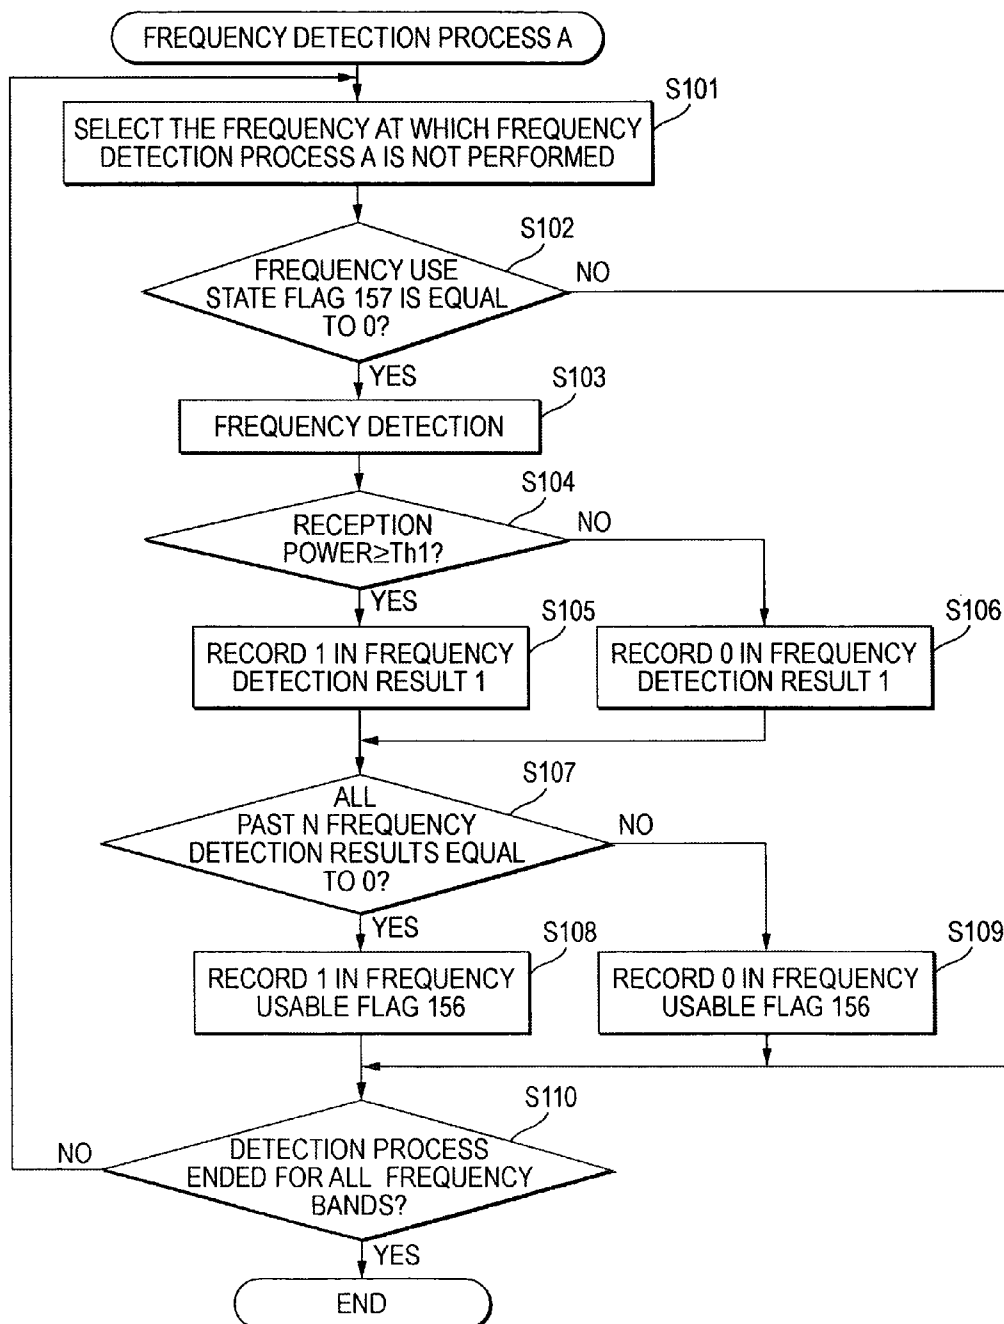 FREQUENCY DETECTION PROCESS A
S101
SELECT THE FREQUENCY AT WHICH FREQUENCY
DETECTION PROCESS A IS NOT PERFORMED
S102
FREQUENCY USE
STATE FLAG 157 IS EQUAL
TO 0?
NO
YES
S103
FREQUENCY DETECTION
S104
RECEPTION
POWER≥Th1?
NO
YES
S105
RECORD 1 IN FREQUENCY
DETECTION RESULT 1
S106
RECORD 0 IN FREQUENCY
DETECTION RESULT 1
S107
ALL
PAST N FREQUENCY
DETECTION RESULTS EQUAL
TO 0?
NO
YES
S108
RECORD 1 IN FREQUENCY
USABLE FLAG 156
S109
RECORD 0 IN FREQUENCY
USABLE FLAG 156
S110
DETECTION PROCESS
ENDED FOR ALL FREQUENCY
BANDS?
NO
YES
END